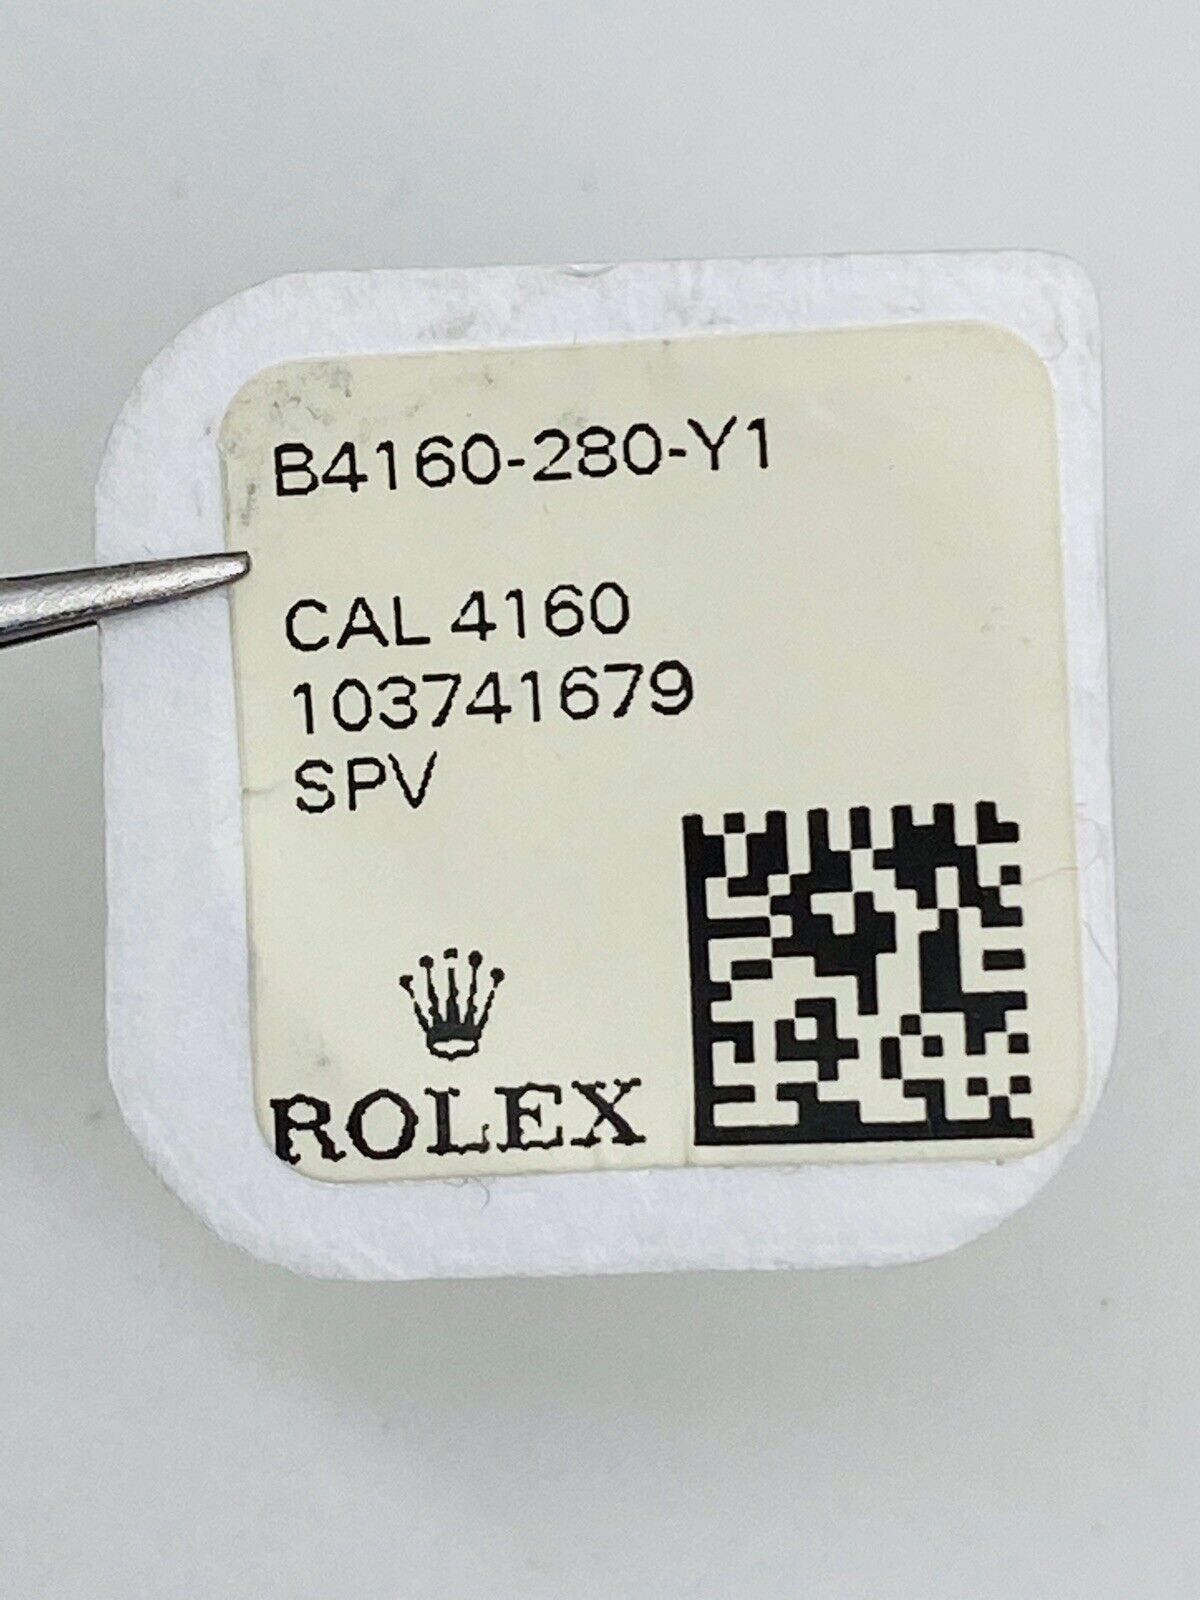 B4160-280-Y1
CAL 4160
103741679
SPV
ROLEX